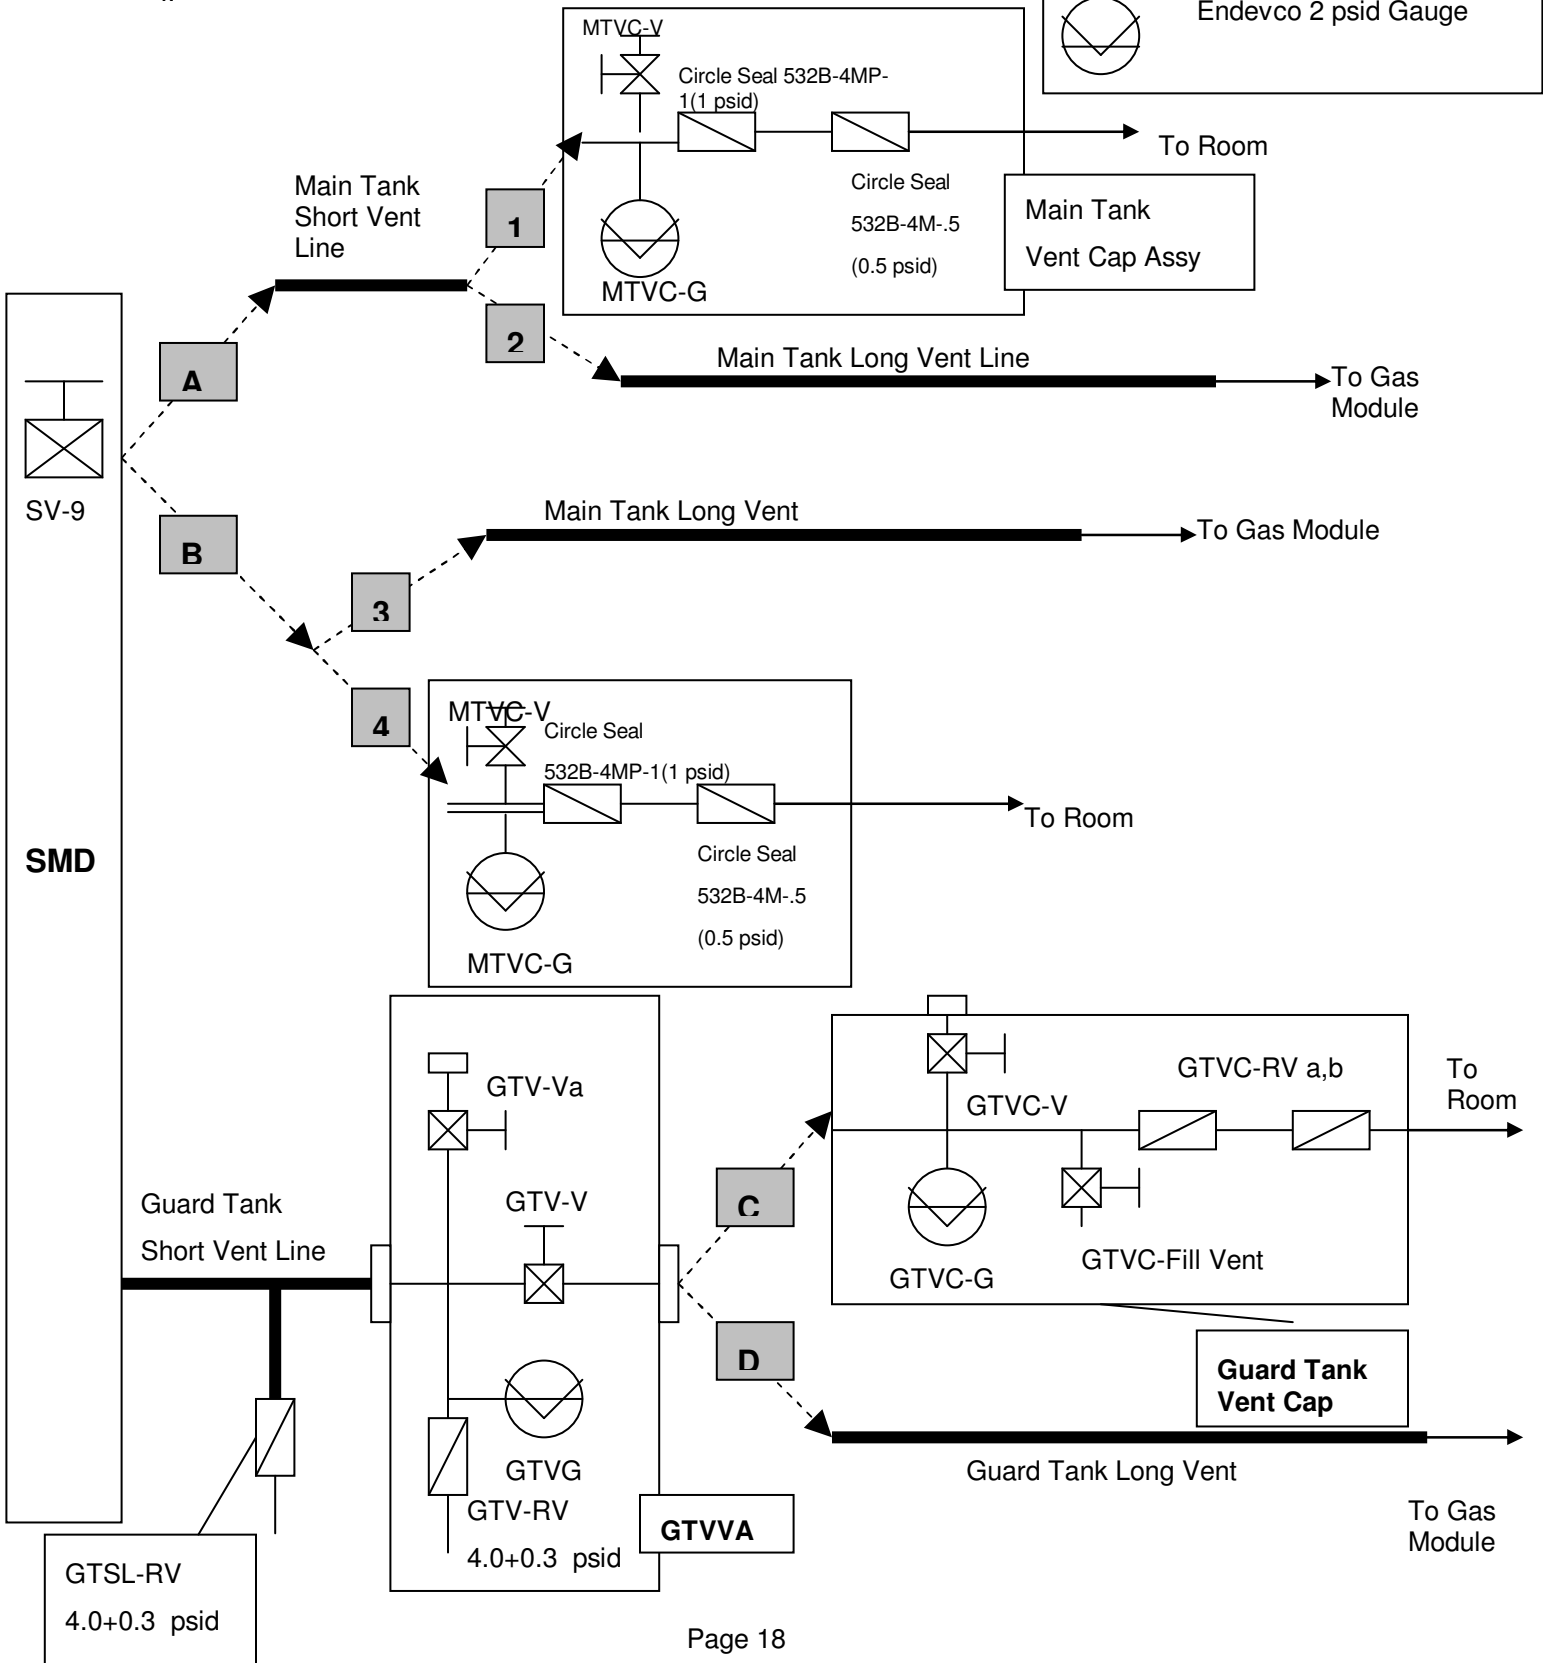 Endevco 2 psid Gauge
MTVC-V
Circle Seal 532B-4MP-
1(1 psid)
To Room
Main Tank
Short Vent
Line
1
Circle Seal
532B-4M-.5
(0.5 psid)
Main Tank
Vent Cap Assy
MTVC-G
2
Main Tank Long Vent Line
To Gas
Module
A
SV-9
Main Tank Long Vent
To Gas Module
B
3
4
MTVC-V
Circle Seal
532B-4MP-1(1 psid)
To Room
SMD
Circle Seal
532B-4M-.5
(0.5 psid)
MTVC-G
GTV-Va
GTVC-RV a,b
To
Room
GTVC-V
Guard Tank
Short Vent Line
GTV-V
C
GTVC-G
GTVC-Fill Vent
D
Guard Tank
Vent Cap
GTVG
GTV-RV
4.0+0.3 psid
GTVVA
Guard Tank Long Vent
To Gas
Module
GTSL-RV
4.0+0.3 psid
Page 18